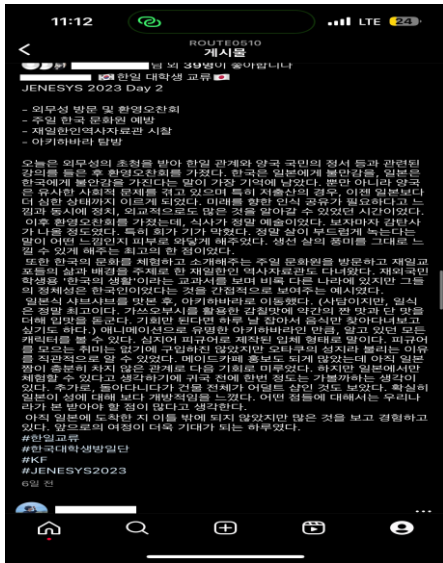 11:12
LTE 24
ROUTE0510
게시물
님 외 39명이 좋아합니다
한일 대학생 교류
JENESYS 2023 Day 2
- 외무성 방문 및 환영오찬회
- 주일 한국 문화원 예방
- 재일한인역사자료관 시찰
- 아키하바라 탐방
오늘은 외무성의 초청을 받아 한일 관계와 양국 국민의 정서 등과 관련된
강의를 들은 후 환영오찬회를 가졌다. 한국은 일본에게 불만감을, 일본은
한국에게 불안감을 가진다는 말이 가장 기억에 남았다. 뿐만 아니라 양국
은 유사한 사회적 문제를 겪고 있으며 특히 저출산의 경우, 이젠 일본보다
더 심한 상태까지 이르게 되었다. 미래를 향한 인식 공유가 필요하다고 느
낌과 동시에 정치, 외교적으로도 많은 것을 알아갈 수 있었던 시간이었다.
이후 환영오찬회를 가졌는데, 식사가 정말 예술이었다. 보자마자 감탄사
가 나올 정도였다. 특히 회가 기가 막혔다. 정말 살이 부드럽게 녹는다는
말이 어떤 느낌인지 피부로 와닿게 해주었다. 생선 살의 풍미를 그대로 느
낄 수 있게 해주는 최고의 한 점이었다.
또한 한국의 문화를 체험하고 소개해주는 주일 문화원을 방문하고 재일교
포들의 삶과 배경을 주제로 한 재일한인 역사자료관도 다녀왔다. 재외국민
학생용 '한국의 생활'이라는 교과서를 보며 비록 다른 나라에 있지만 그들
의 정체성은 한국인이었다는 것을 간접적으로 보여주는 예시였다.
일본식 샤브샤브를 맛본 후, 아키하바라로 이동했다. (사담이지만, 일식
은 정말 최고이다. 가쓰오부시를 활용한 감칠맛에 약간의 짠 맛과 단 맛을
더해 입맛을 돋군다. 기회만 된다면 하루 날 잡아서 음식만 찾아다녀보고
싶기도 하다.) 애니메이션으로 유명한 아키하바라인 만큼, 알고 있던 모든
캐릭터를 볼 수 있다. 심지어 피규어로 제작된 입체 형태로 말이다. 피규어
를 모으는 취미는 없기에 구입하진 않았지만 오타쿠의 성지라 불리는 이유
를 직관적으로 알 수 있었다. 메이드카페 홍보도 되게 많았는데 아직 일본
짬이 충분히 차지 않은 관계로 다음 기회로 미루었다. 하지만 일본에서만
체험할 수 있다고 생각하기에 귀국 전에 한번 정도는 가볼까하는 생각이
있다. 추가로, 돌아다니다가 건물 전체가 어덜트 샵인 것도 보았다. 확실히
일본이 성에 대해 보다 개방적임을 느꼈다. 어떤 점들에 대해서는 우리나
라가 본 받아야 할 점이 많다고 생각한다.
아직 일본에 도착한 지 이틀 밖에 되지 않았지만 많은 것을 보고 경험하고
있다. 앞으로의 여정이 더욱 기대가 되는 하루였다.
#한일교류
#한국대학생방일단
#KF
#JENESYS2023
6일 전